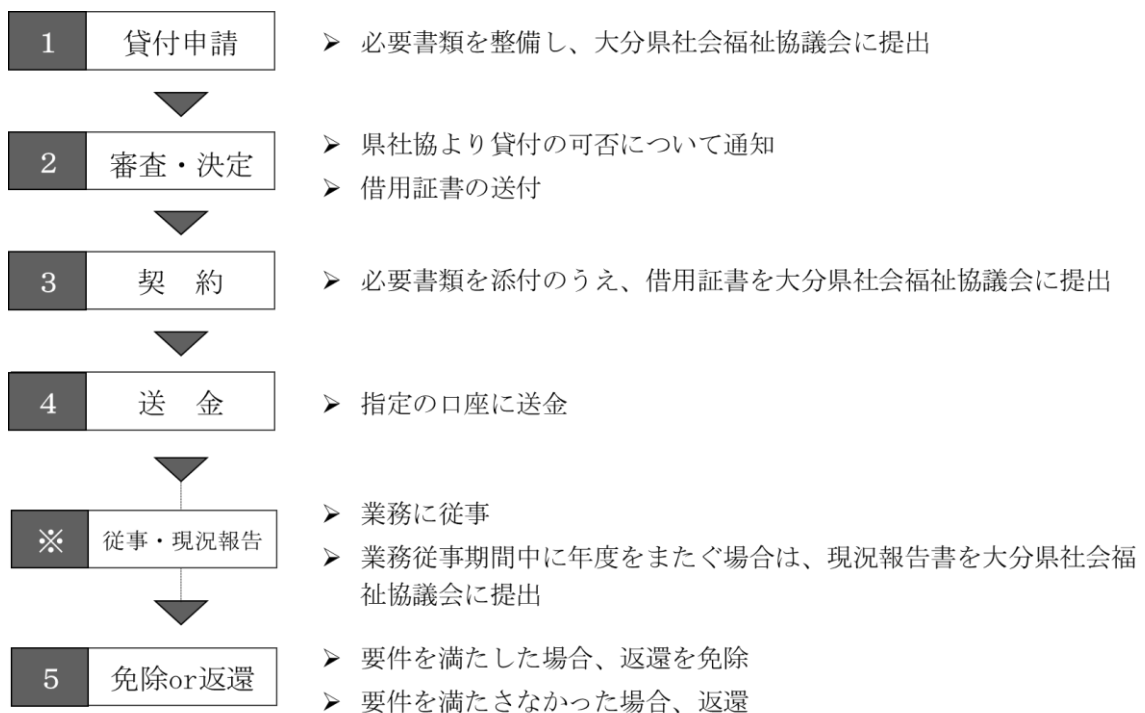 1 貸付申請 ➢ 必要書類を整備し、大分県社会福祉協議会に提出
2 審査・決定 ➢ 県社協より貸付の可否について通知
➢ 借用証書の送付
3 契　約 ➢ 必要書類を添付のうえ、借用証書を大分県社会福祉協議会に提出
4 送　金 ➢ 指定の口座に送金
※ 従事・現況報告 ➢ 業務に従事
➢ 業務従事期間中に年度をまたぐ場合は、現況報告書を大分県社会福
祉協議会に提出
5 免除or返還 ➢ 要件を満たした場合、返還を免除
➢ 要件を満たさなかった場合、返還